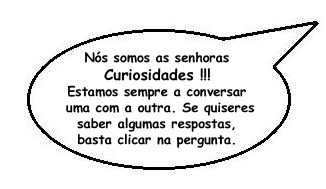 Nós somos as senhoras
Curiosidades !!!
Estamos sempre a conversar
uma com a outra. Se quiseres
saber algumas respostas,
basta clicar na pergunta.